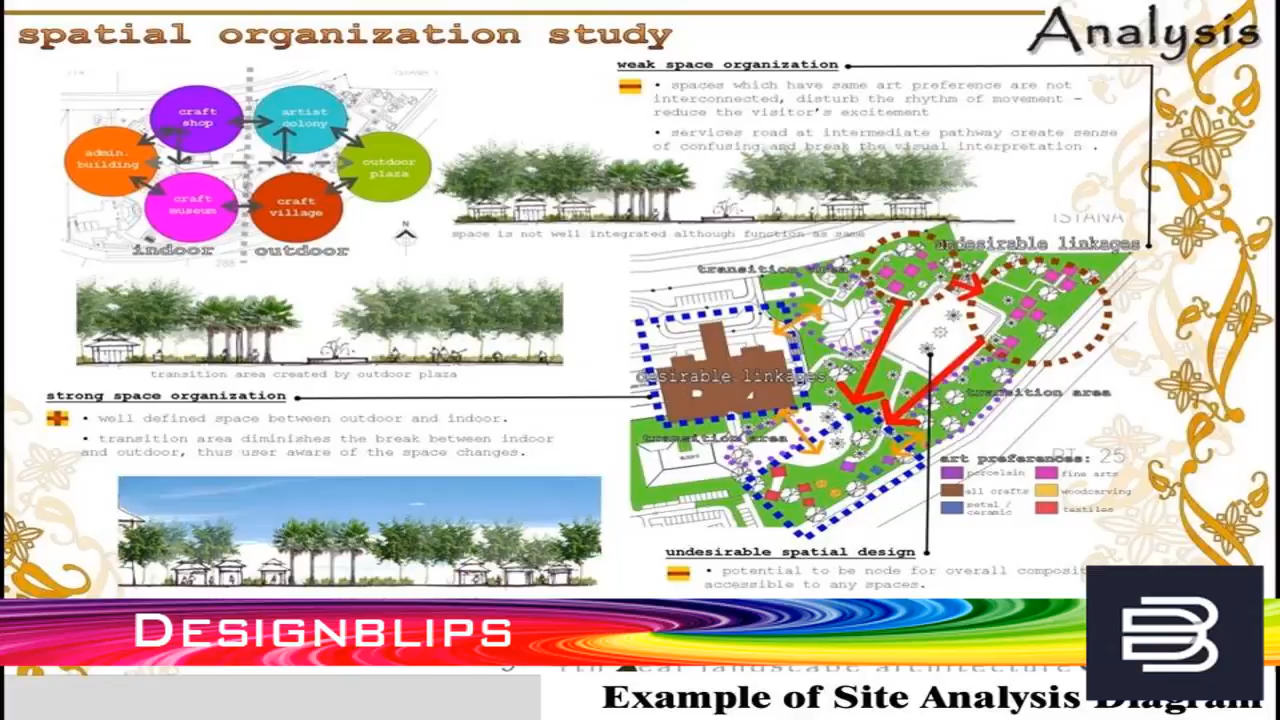 spatial organization study
Analysis
weak space organization
• spaces which have same art preference are not
interconnected, disturb the rhythm of movement –
reduce the visitor's excitement
• services road at intermediate pathway create sense
of confusing and break the visual interpretation .
craft
shop
artist
colony
admin.
building
outdoor
plaza
craft
museum
craft
village
indoor
outdoor
N
ISTANA
space is not well integrated although function as same
undesirable linkages
transition area
transition area created by outdoor plaza
desirable linkages
strong space organization
• well defined space between outdoor and indoor.
• transition area diminishes the break between indoor
and outdoor, thus user aware of the space changes.
transition area
transition area
art preferences:
porcelain
fine arts
all crafts
woodcarving
metal /
ceramic
textiles
undesirable spatial design
• potential to be node for overall
accessible to any spaces.
Designblips
landscape architecture
Example of Site Analysis Diagram